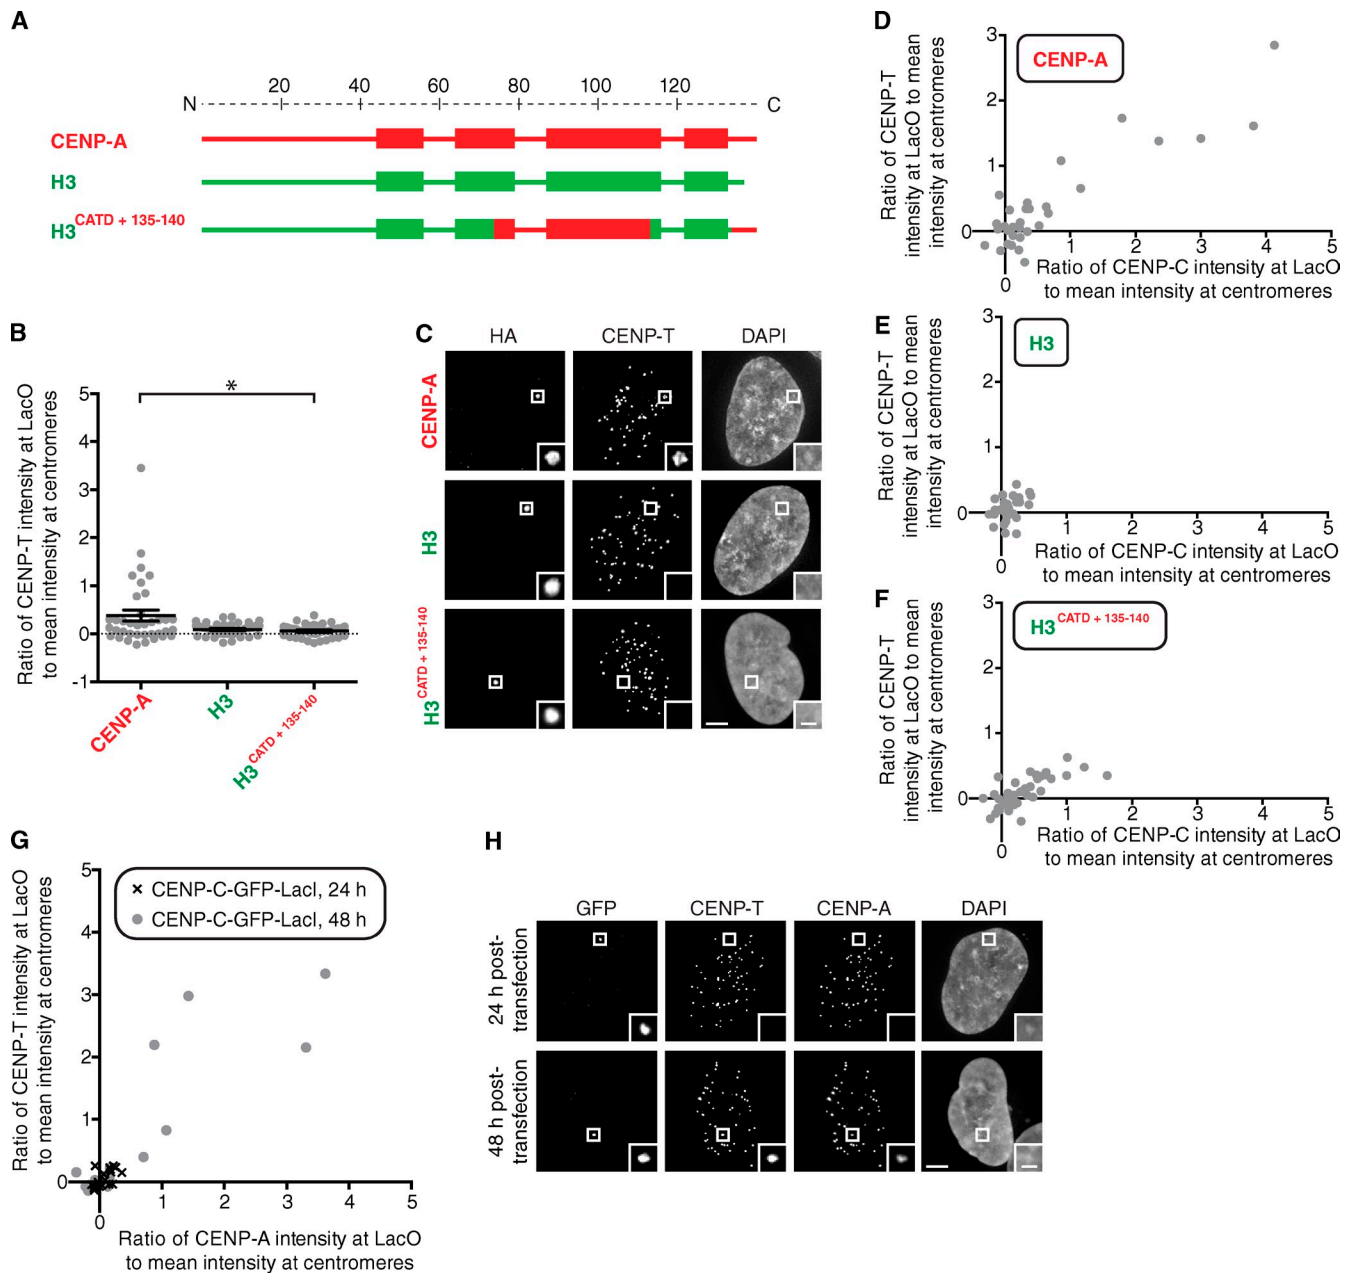 A
20 40 60 80 100 120
N C
CENP-A
H3
H3CATD + 135-140
B
Ratio of CENP-T intensity at LacO
to mean intensity at centromeres
5
4
3
2
1
0
-1
*
CENP-A
H3
H3CATD + 135-140
C
HA CENP-T DAPI
CENP-A
H3
H3CATD + 135-140
D
CENP-A
Ratio of CENP-T
intensity at LacO to mean
intensity at centromeres
3
2
1
0
0 1 2 3 4 5
Ratio of CENP-C intensity at LacO
to mean intensity at centromeres
E
H3
Ratio of CENP-T
intensity at LacO to mean
intensity at centromeres
3
2
1
0
0 1 2 3 4 5
Ratio of CENP-C intensity at LacO
to mean intensity at centromeres
F
H3CATD + 135-140
Ratio of CENP-T
intensity at LacO to mean
intensity at centromeres
3
2
1
0
0 1 2 3 4 5
Ratio of CENP-C intensity at LacO
to mean intensity at centromeres
G
× CENP-C-GFP-LacI, 24 h
CENP-C-GFP-LacI, 48 h
Ratio of CENP-T intensity at LacO
to mean intensity at centromeres
5
4
3
2
1
0
0 1 2 3 4 5
Ratio of CENP-A intensity at LacO
to mean intensity at centromeres
H
GFP CENP-T CENP-A DAPI
24 h post-
transfection
48 h post-
transfection